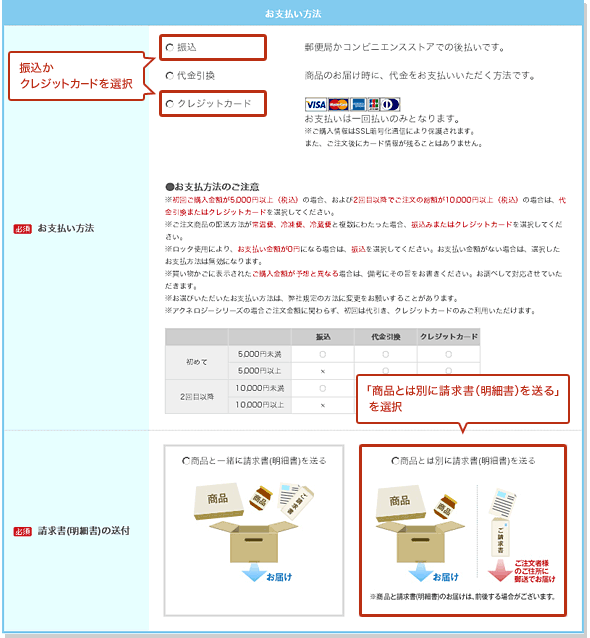 お支払い方法
振込か
クレジットカードを選択
振込
郵便局かコンビニエンスストアでの後払いです。
代金引換
商品のお届け時に、代金をお支払いいただく方法です。
クレジットカード
VISA MasterCard JCB
お支払いは一回払いのみとなります。
※ご購入情報はSSL暗号化通信により保護されます。
また、ご注文後にカード情報が残ることはありません。
必須 お支払い方法
●お支払方法のご注意
※初回ご購入金額が5,000円以上（税込）の場合、および2回目以降でご注文の総額が10,000円以上（税込）の場合は、代
金引換またはクレジットカードを選択してください。
※ご注文商品の配送方法が常温便、冷凍便、冷蔵便と複数にわたった場合、振込みまたはクレジットカードを選択してくだ
さい。
※ロッタ使用により、お支払い金額が0円になる場合は、振込を選択してください。お支払い金額がない場合は、選択した
お支払方法は無効になります。
※買い物かごに表示されたご購入金額が予想と異なる場合は、備考にその旨をお書きください。お調べして対応させていた
だきます。
※お選びいただいたお支払い方法は、弊社規定の方法に変更をお願いすることがあります。
※アクネロジーシリーズの場合ご注文金額に関わらず、初回は代引き、クレジットカードのみご利用いただけます。
振込 代金引換 クレジットカード
初めて 5,000円未満 ○ ○ ○
5,000円以上 × ○ ○
2回目以降 10,000円未満 ○
10,000円以上 ×
「商品とは別に請求書（明細書）を送る」
を選択
必須 請求書(明細書)の送付
商品と一緒に請求書(明細書)を送る
商品
商品
ご請求書
お届け
商品とは別に請求書(明細書)を送る
商品
商品
ご請求書
お届け
ご注文者様
のご住所に
郵送でお届け
※商品と請求書(明細書)のお届けは、前後する場合がございます。